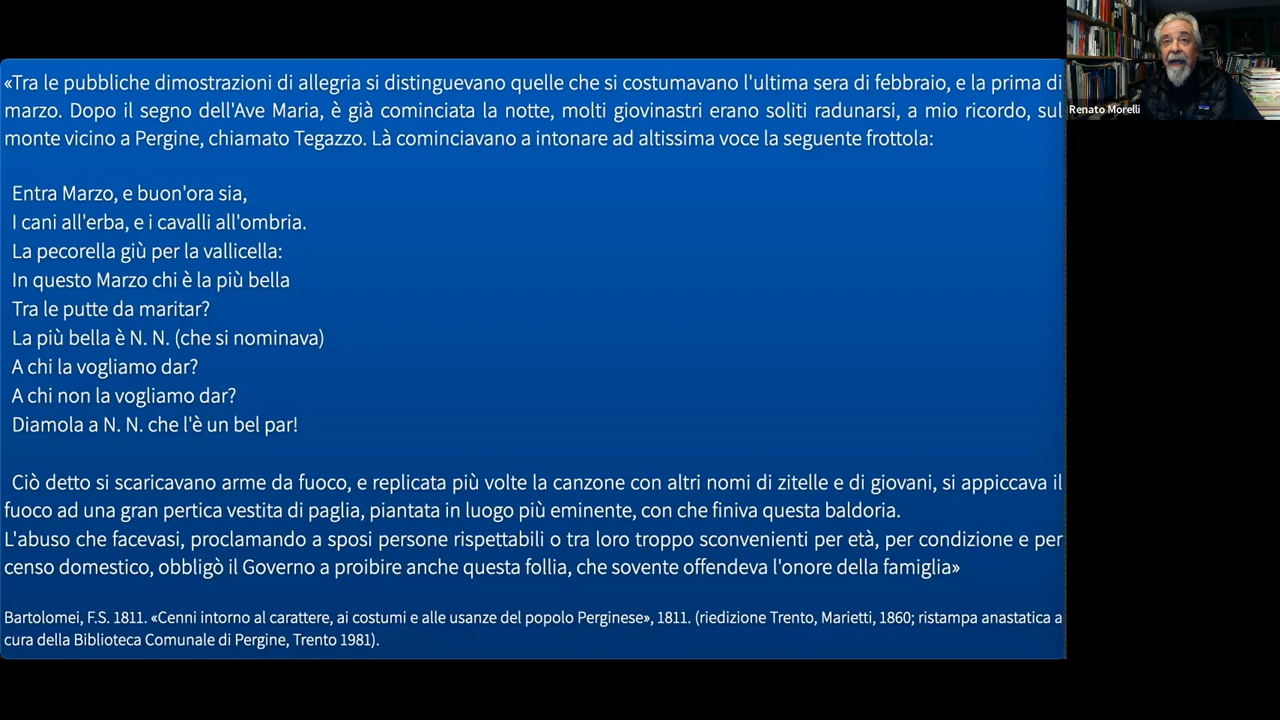 «Tra le pubbliche dimostrazioni di allegria si distinguevano quelle che si costumavano l'ultima sera di febbraio, e la prima di
marzo. Dopo il segno dell'Ave Maria, è già cominciata la notte, molti giovinastri erano soliti radunarsi, a mio ricordo, sul
monte vicino a Pergine, chiamato Tegazzo. Là cominciavano a intonare ad altissima voce la seguente frottola:
Entra Marzo, e buon'ora sia,
I cani all'erba, e i cavalli all'ombria.
La pecorella giù per la vallicella:
In questo Marzo chi è la più bella
Tra le putte da maritar?
La più bella è N. N. (che si nominava)
A chi la vogliamo dar?
A chi non la vogliamo dar?
Diamola a N. N. che l'è un bel par!
Ciò detto si scaricavano arme da fuoco, e replicata più volte la canzone con altri nomi di zitelle e di giovani, si appiccava il
fuoco ad una gran pertica vestita di paglia, piantata in luogo più eminente, con che finiva questa baldoria.
L'abuso che facevasi, proclamando a sposi persone rispettabili o tra loro troppo sconvenienti per età, per condizione e per
censo domestico, obbligò il Governo a proibire anche questa follia, che sovente offendeva l'onore della famiglia»
Bartolomei, F.S. 1811. «Cenni intorno al carattere, ai costumi e alle usanze del popolo Perginese», 1811. (riedizione Trento, Marietti, 1860; ristampa anastatica a
cura della Biblioteca Comunale di Pergine, Trento 1981).
Renato Morelli